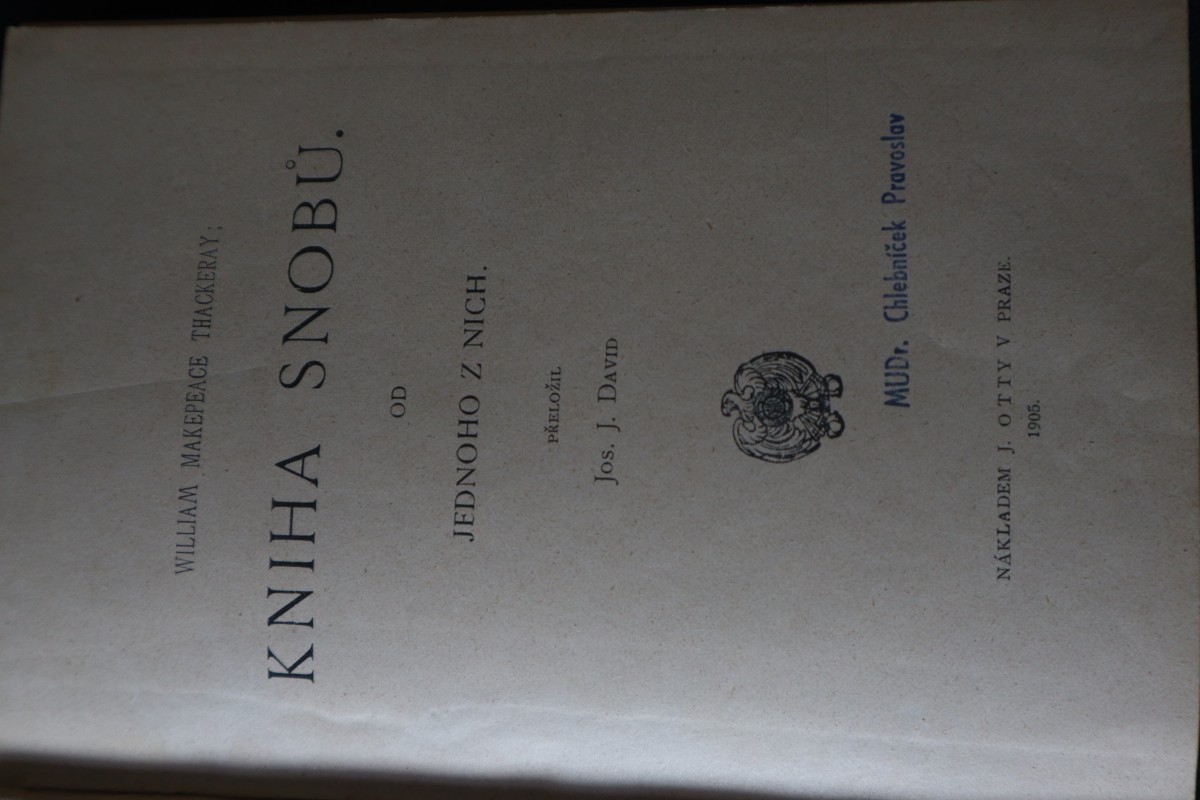 WILLIAM MAKEPEACE THACKERAY:
KNIHA SNOBŮ.
OD
JEDNOHO Z NICH.
PŘELOŽIL
JOS. J. DAVID
MUDr. Chlebníček Pravoslav
NÁKLADEM J. OTTY V PRAZE.
1905.